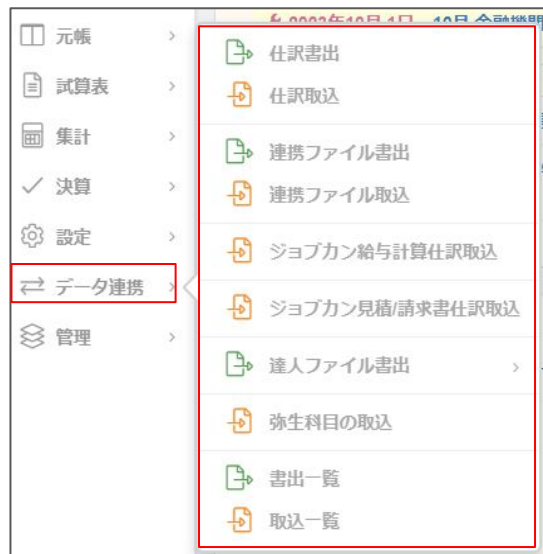 元帳
試算表
集計
決算
設定
データ連携
管理
仕訳書出
仕訳取込
連携ファイル書出
連携ファイル取込
ジョブカン給与計算仕訳取込
ジョブカン見積/請求書仕訳取込
達人ファイル書出
弥生科目の取込
書出一覧
取込一覧